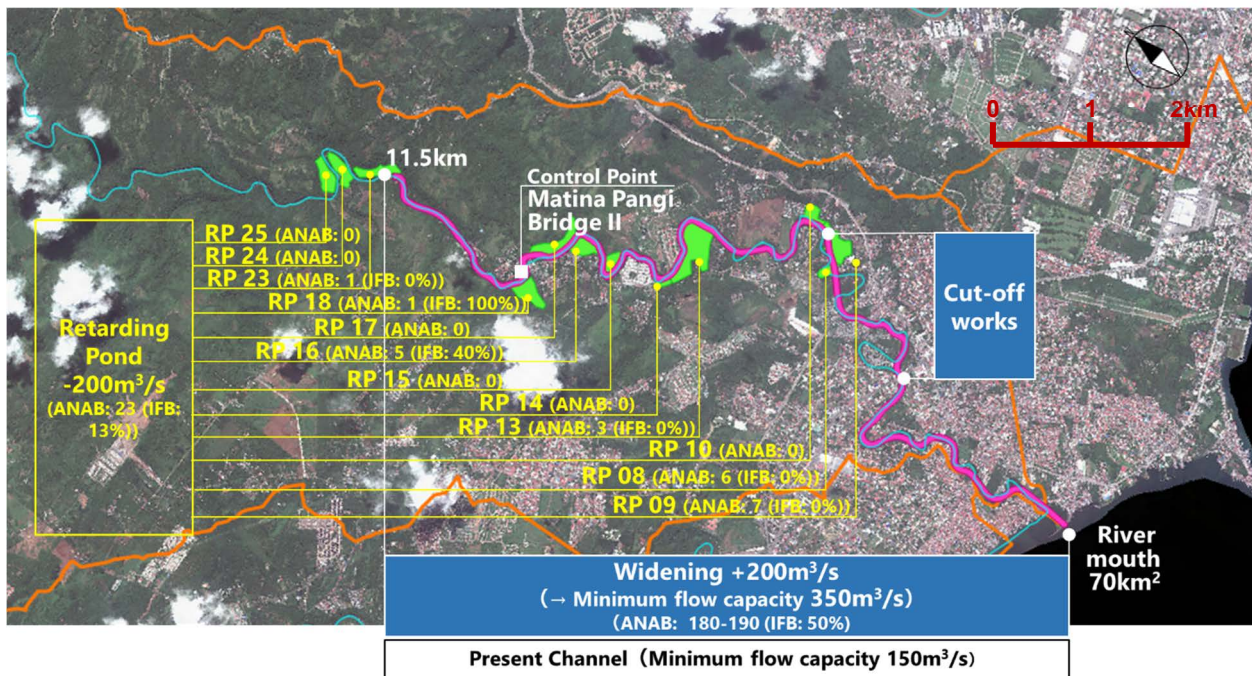 0 1 2km
11.5km
Control Point
Matina Pangi
Bridge II
RP 25 (ANAB: 0)
RP 24 (ANAB: 0)
RP 23 (ANAB: 1 (IFB: 0%))
RP 18 (ANAB: 1 (IFB: 100%))
RP 17 (ANAB: 0)
RP 16 (ANAB: 5 (IFB: 40%))
RP 15 (ANAB: 0)
RP 14 (ANAB: 0)
RP 13 (ANAB: 3 (IFB: 0%))
RP 10 (ANAB: 0)
RP 08 (ANAB: 6 (IFB: 0%))
RP 09 (ANAB: 7 (IFB: 0%))
Retarding
Pond
-200m³/s
(ANAB: 23 (IFB:
13%))
Cut-off
works
River
mouth
70km²
Widening +200m³/s
(→ Minimum flow capacity 350m³/s)
(ANAB: 180-190 (IFB: 50%)
Present Channel (Minimum flow capacity 150m³/s)